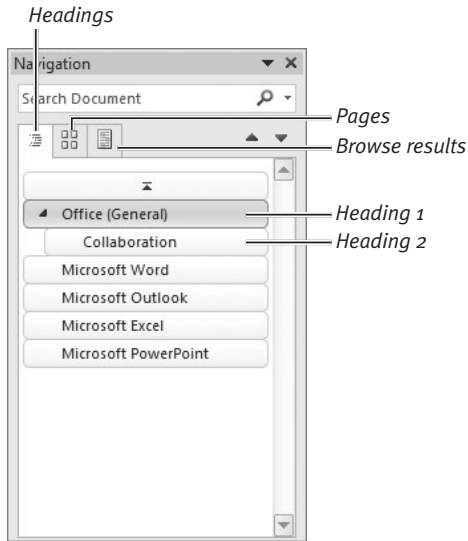 Headings
Navigation
Search Document
Pages
Browse results
Office (General)
Heading 1
Collaboration
Heading 2
Microsoft Word
Microsoft Outlook
Microsoft Excel
Microsoft PowerPoint